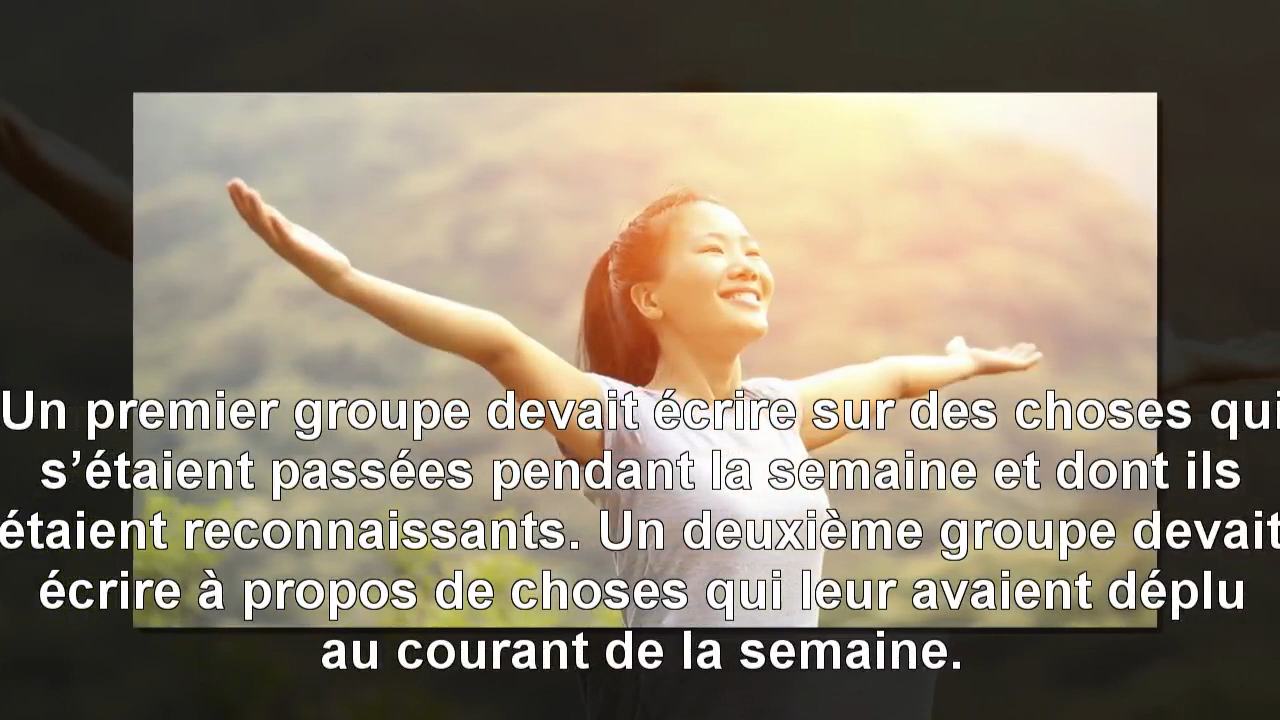 Un premier groupe devait écrire sur des choses qui
s’étaient passées pendant la semaine et dont ils
étaient reconnaissants. Un deuxième groupe devait
écrire à propos de choses qui leur avaient déplu
au courant de la semaine.